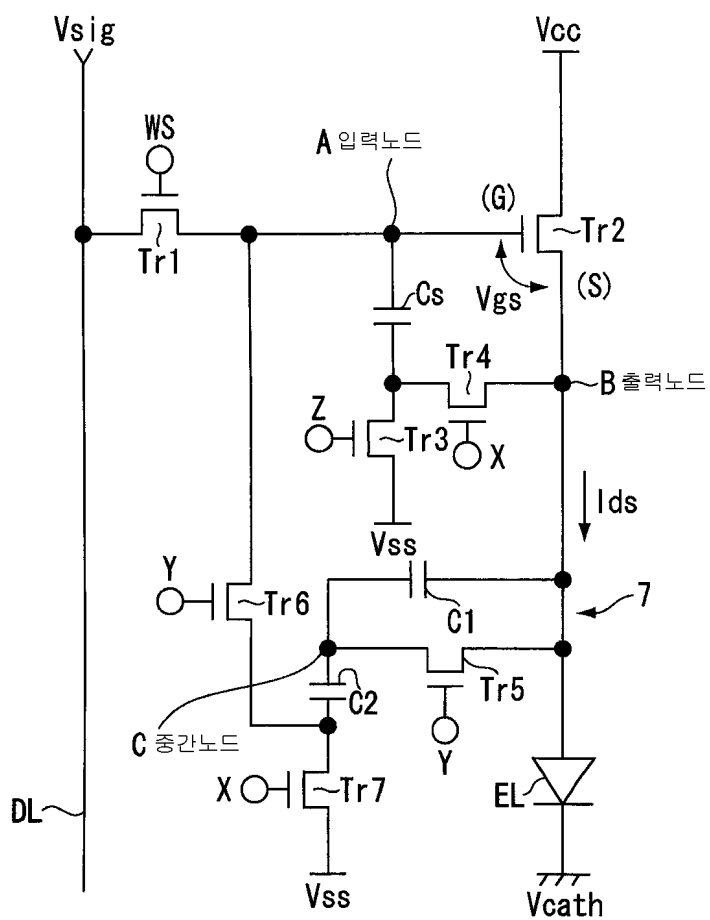 Vsig
Vcc
WS
A 입력노드
(G)
Tr1
Tr2
Vgs
(S)
Cs
Tr4
B 출력노드
Z
Tr3
X
Ids
Vss
Y
Tr6
C1
7
Tr5
C2
C 중간노드
Y
X
Tr7
EL
DL
Vss
Vcath